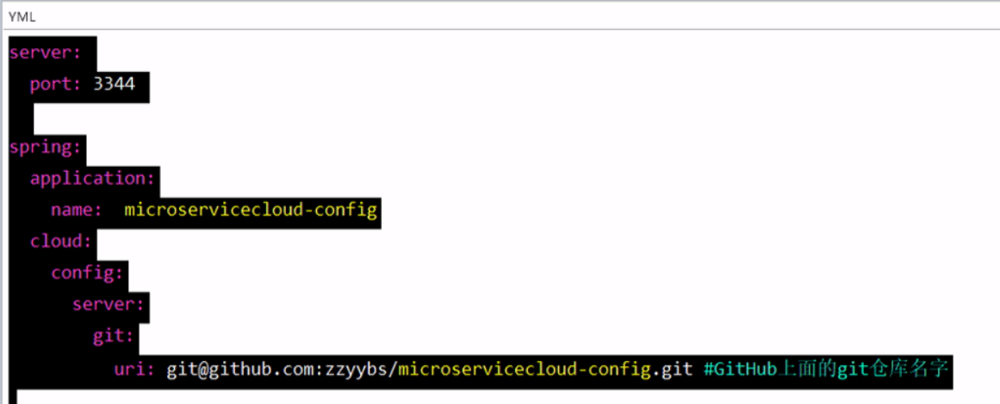 YML
server:
  port: 3344
spring:
  application:
    name:  microservicecloud-config
  cloud:
    config:
      server:
        git:
          uri: git@github.com:zzyybs/microservicecloud-config.git #GitHub上面的git仓库名字